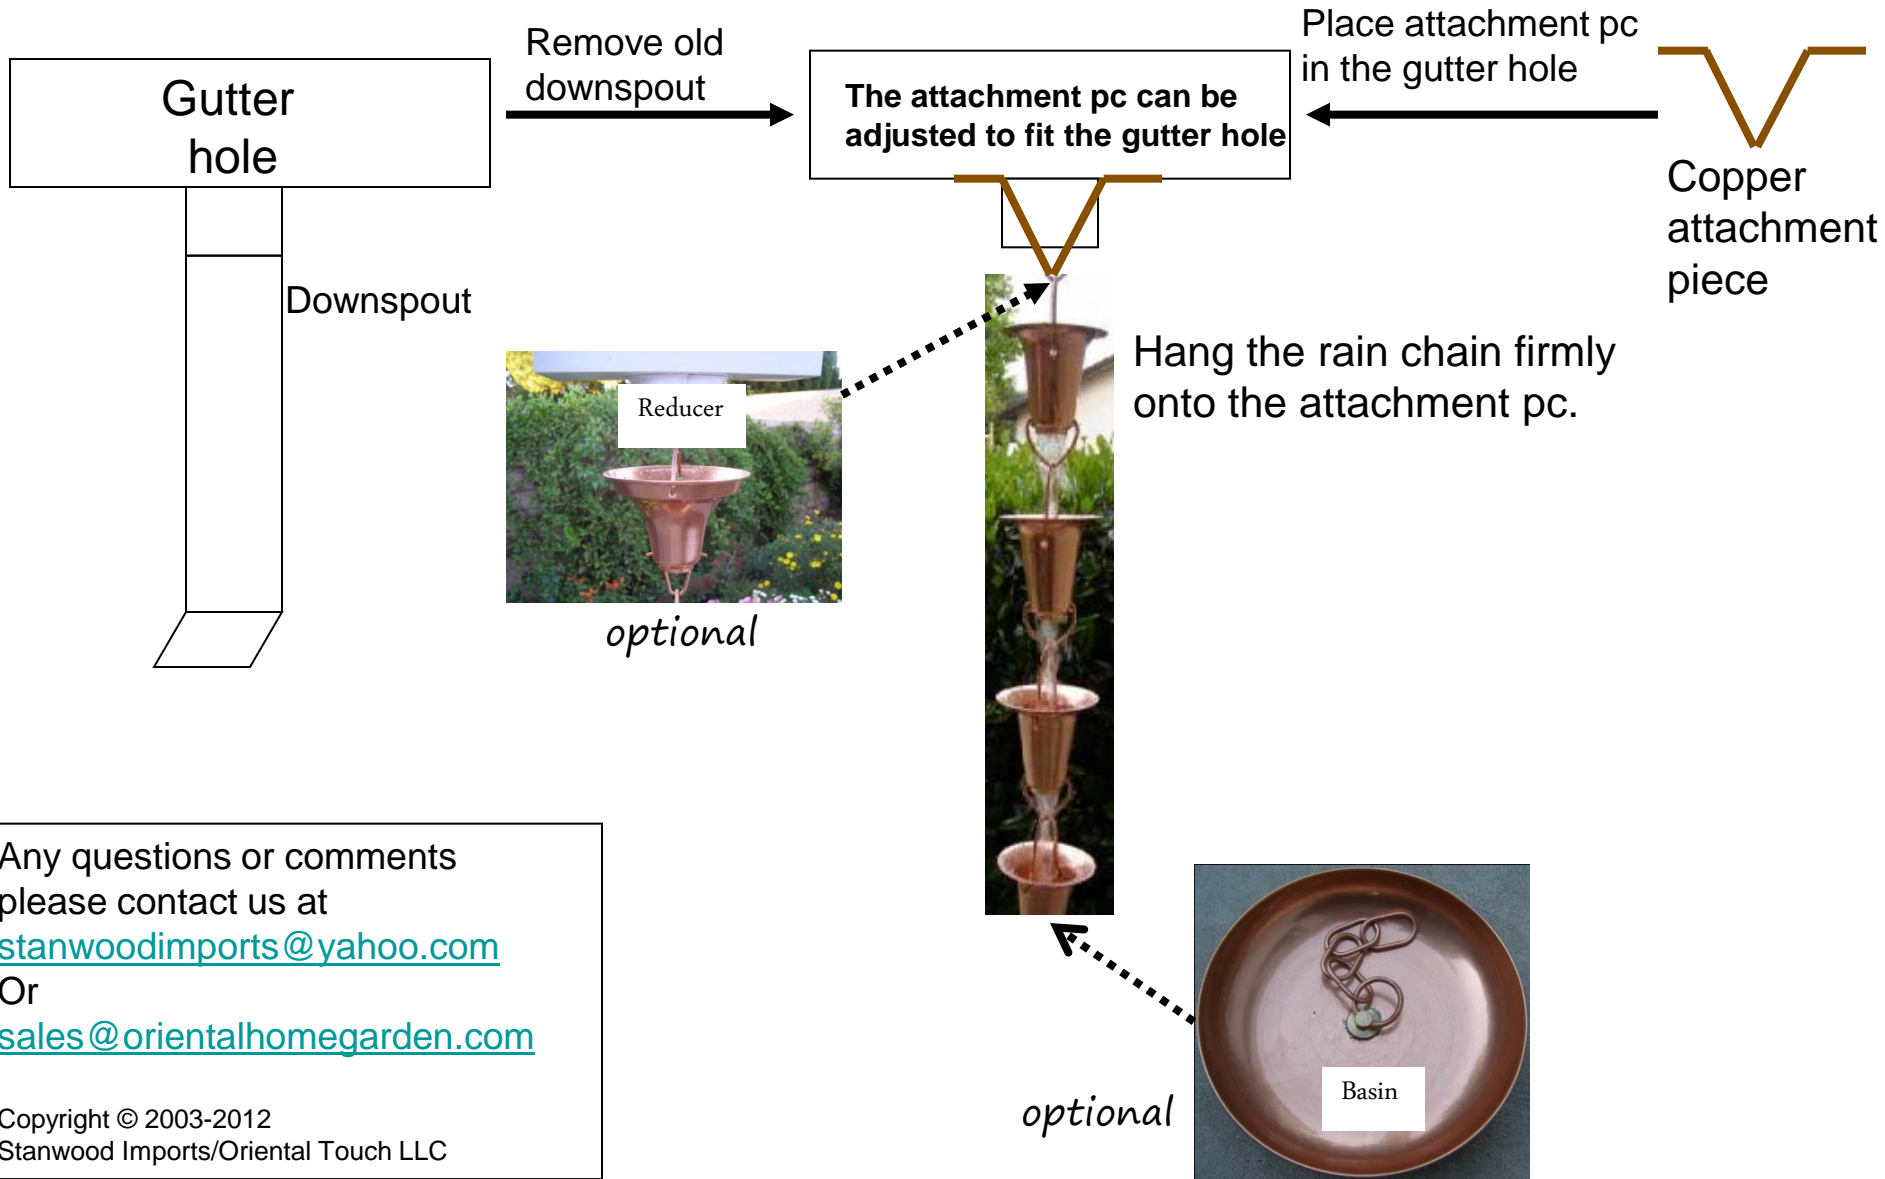 Gutter
hole
Remove old
downspout
The attachment pc can be
adjusted to fit the gutter hole
Place attachment pc
in the gutter hole
Copper
attachment
piece
Downspout
Reducer
optional
Hang the rain chain firmly
onto the attachment pc.
Any questions or comments
please contact us at
stanwoodimports@yahoo.com
Or
sales@orientalhomegarden.com
Copyright © 2003-2012
Stanwood Imports/Oriental Touch LLC
optional
Basin